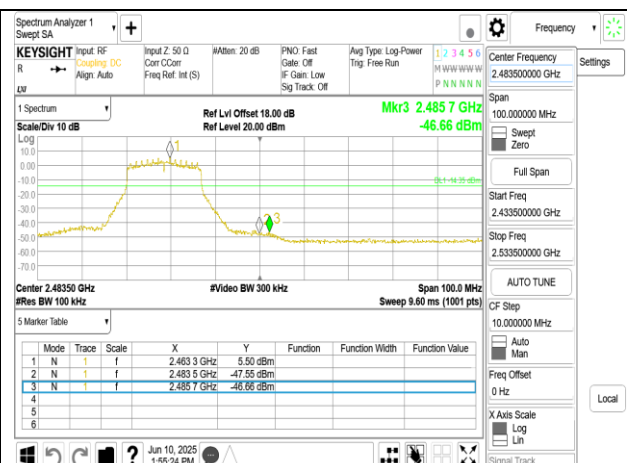 Spectrum Analyzer 1
Swept SA
+
Frequency
KEYSIGHT
R
Input: RF
Coupling: DC
Align: Auto
Input Z: 50 Ω
Corr CCorr
Freq Ref: Int (S)
#Atten: 20 dB
PNO: Fast
Gate: Off
IF Gain: Low
Sig Track: Off
Avg Type: Log-Power
Trig: Free Run
1 2 3 4 5 6
M W W W W W
P N N N N N
1 Spectrum
Scale/Div 10 dB
Ref Lvl Offset 18.00 dB
Ref Level 20.00 dBm
Mkr3 2.485 7 GHz
-46.66 dBm
Log
10.0
0.00
-10.0
-20.0
-30.0
-40.0
-50.0
-60.0
-70.0
1
3
Center 2.48350 GHz
#Res BW 100 kHz
#Video BW 300 kHz
Span 100.0 MHz
Sweep 9.60 ms (1001 pts)
5 Marker Table
Mode Trace Scale X Y Function Function Width Function Value
1 N 1 f 2.463 3 GHz 5.50 dBm
2 N 1 f 2.483 5 GHz -47.55 dBm
3 N 1 f 2.485 7 GHz -46.66 dBm
4
5
6
?
Jun 10, 2025
1:55:24 PM
Center Frequency
2.483500000 GHz
Span
100.000000 MHz
Swept
Zero
Full Span
Start Freq
2.433500000 GHz
Stop Freq
2.533500000 GHz
AUTO TUNE
CF Step
10.000000 MHz
Auto
Man
Freq Offset
0 Hz
X Axis Scale
Log
Lin
Signal Track
Settings
Local